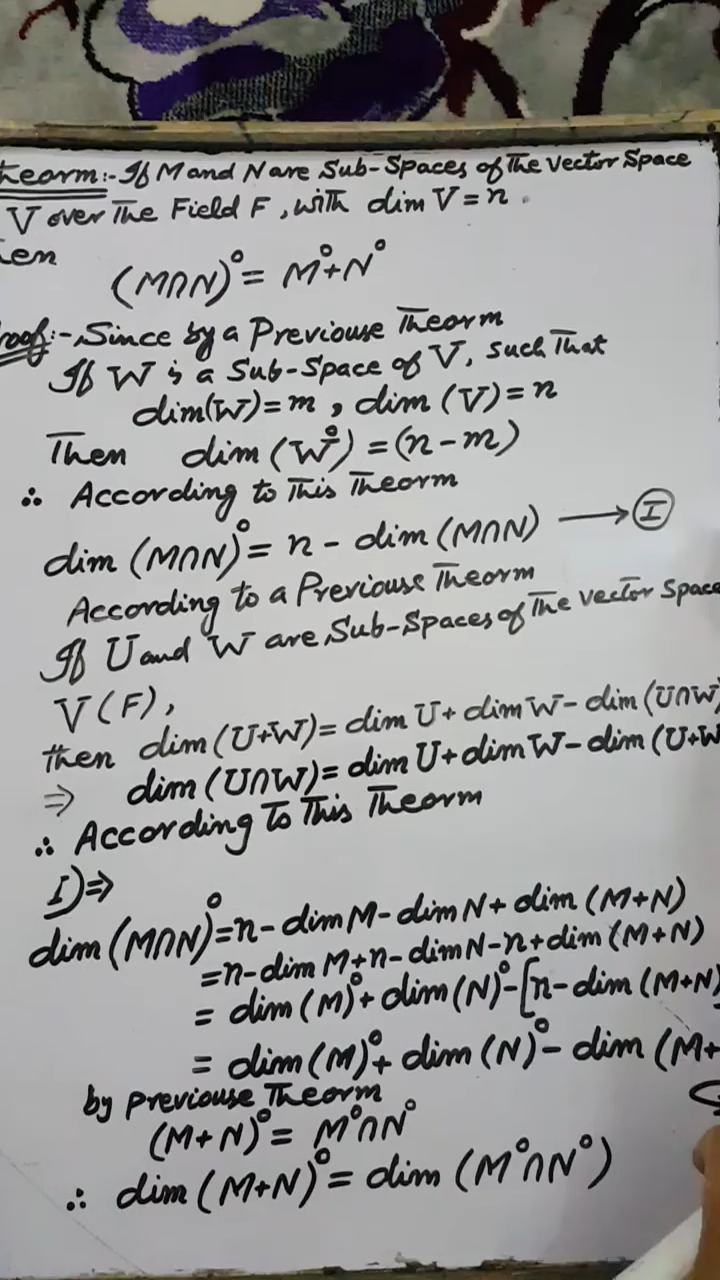 eorm:- If M and N are Sub-Spaces of The Vector Space
V over The Field F, with dim V = n.
en
(M∩N)° = M°+N°
oof:- Since by a Previouse Theorm
If W is a Sub-Space of V, such That
dim(W)=m, dim (V)=n
Then dim (W°) = (n-m)
∴ According to This Theorm
dim (M∩N)° = n - dim (M∩N) → I
According to a Previouse Theorm
If U and W are Sub-Spaces of The vector Space
V(F),
then dim (U+W)= dim U+ dim W- dim (U∩W)
⇒ dim (U∩W)= dim U+dim W- dim (U+W
∴ According To This Theorm
I)⇒
dim (M∩N)°=n- dim M- dim N+ dim (M+N)
=n-dim M+n-dim N-n+dim (M+N)
= dim (M)°+ dim (N)°-[n-dim (M+N)
= dim (M)°+ dim (N)°- dim (M+
by previouse Theorm
(M+N)° = M°∩N°
∴ dim (M+N)° = dim (M°∩N°)